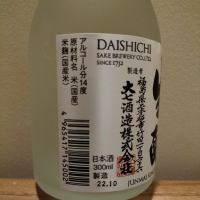 DAISHICHI
SAKE BREWERY CO.,LTD.
SINCE 1752
製造者
大七酒造株式会社
アルコール分14度
原材料名 米(国産)
米麹(国産米)
4965417145002
日本酒
300ml
製造
22.10
JUNMAI